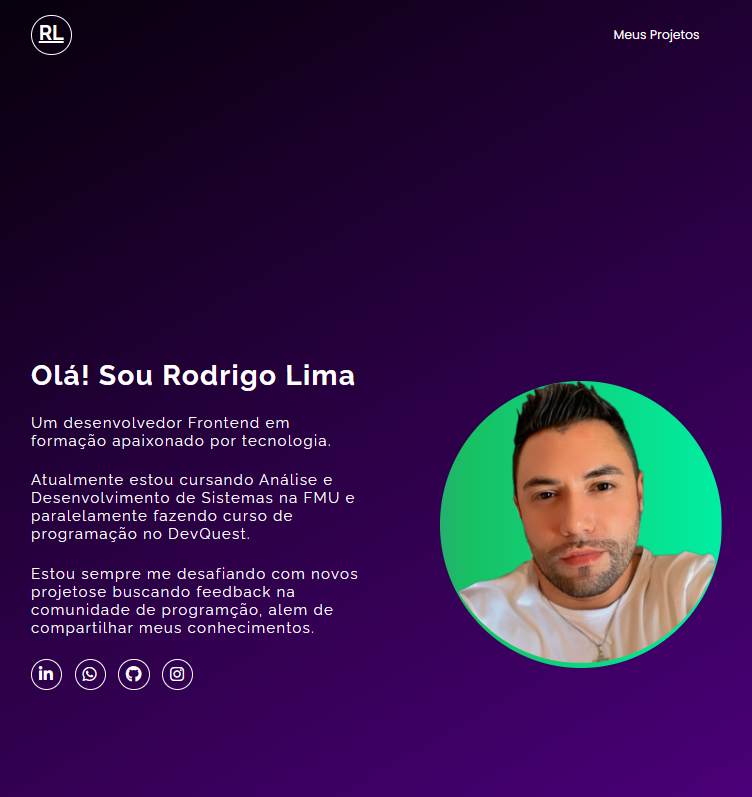 RL
Meus Projetos
Olá! Sou Rodrigo Lima
Um desenvolvedor Frontend em
formação apaixonado por tecnologia.
Atualmente estou cursando Análise e
Desenvolvimento de Sistemas na FMU e
paralelamente fazendo curso de
programação no DevQuest.
Estou sempre me desafiando com novos
projetose buscando feedback na
comunidade de programção, alem de
compartilhar meus conhecimentos.
in